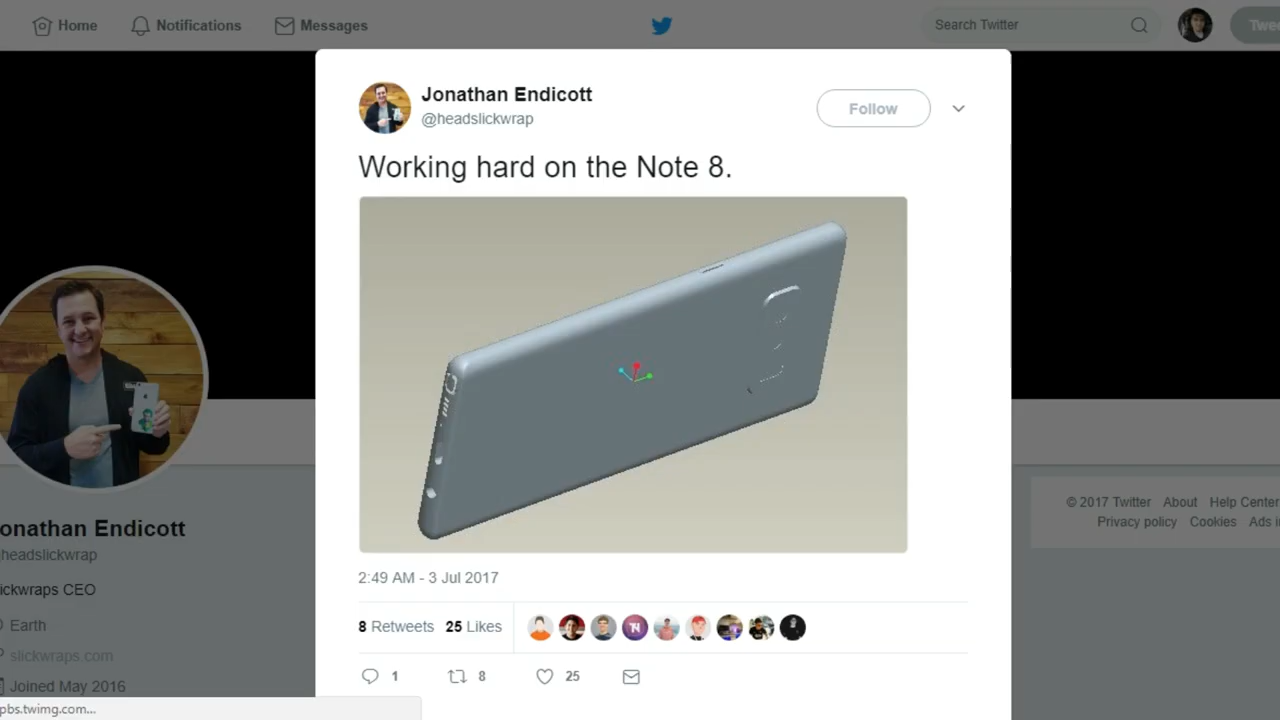 Home
Notifications
Messages
Search Twitter
Twee
Jonathan Endicott
@headslickwrap
Follow
Working hard on the Note 8.
2:49 AM - 3 Jul 2017
8 Retweets 25 Likes
1
8
25
onathan Endicott
headslickwrap
ickwraps CEO
Earth
slickwraps.com
Joined May 2016
pbs.twimg.com...
© 2017 Twitter About Help Center
Privacy policy Cookies Ads i